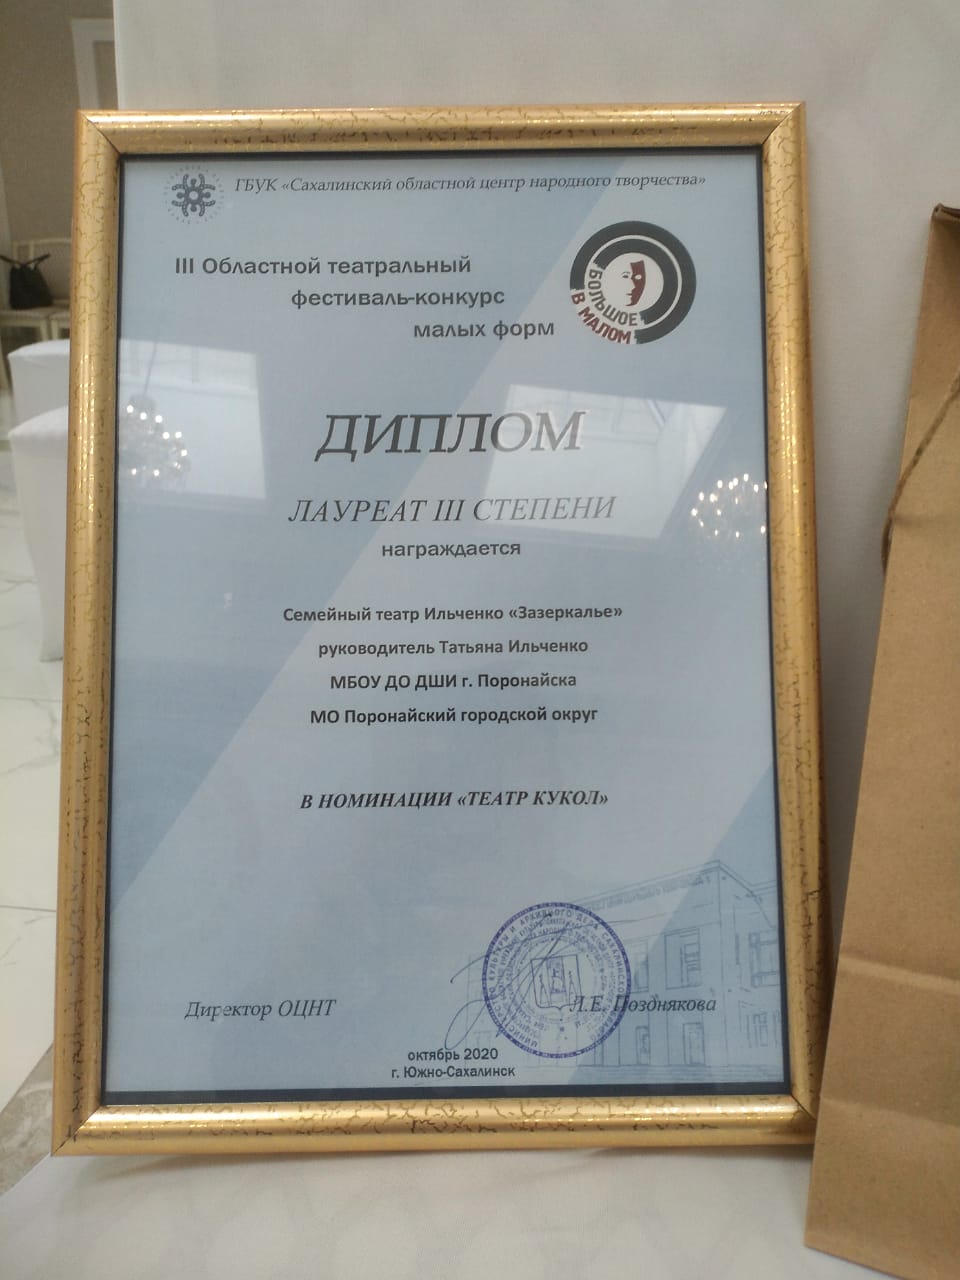 ГБУК «Сахалинский областной центр народного творчества»
III Областной театральный
фестиваль-конкурс
малых форм
БОЛЬШОЕ
В МАЛОМ
ДИПЛОМ
ЛАУРЕАТ III СТЕПЕНИ
награждается
Семейный театр Ильченко «Зазеркалье»
руководитель Татьяна Ильченко
МБОУ ДО ДШИ г. Поронайска
МО Поронайский городской округ
В НОМИНАЦИИ «ТЕАТР КУКОЛ»
Директор ОЦНТ
Л.Е. Позднякова
октябрь 2020
г. Южно-Сахалинск